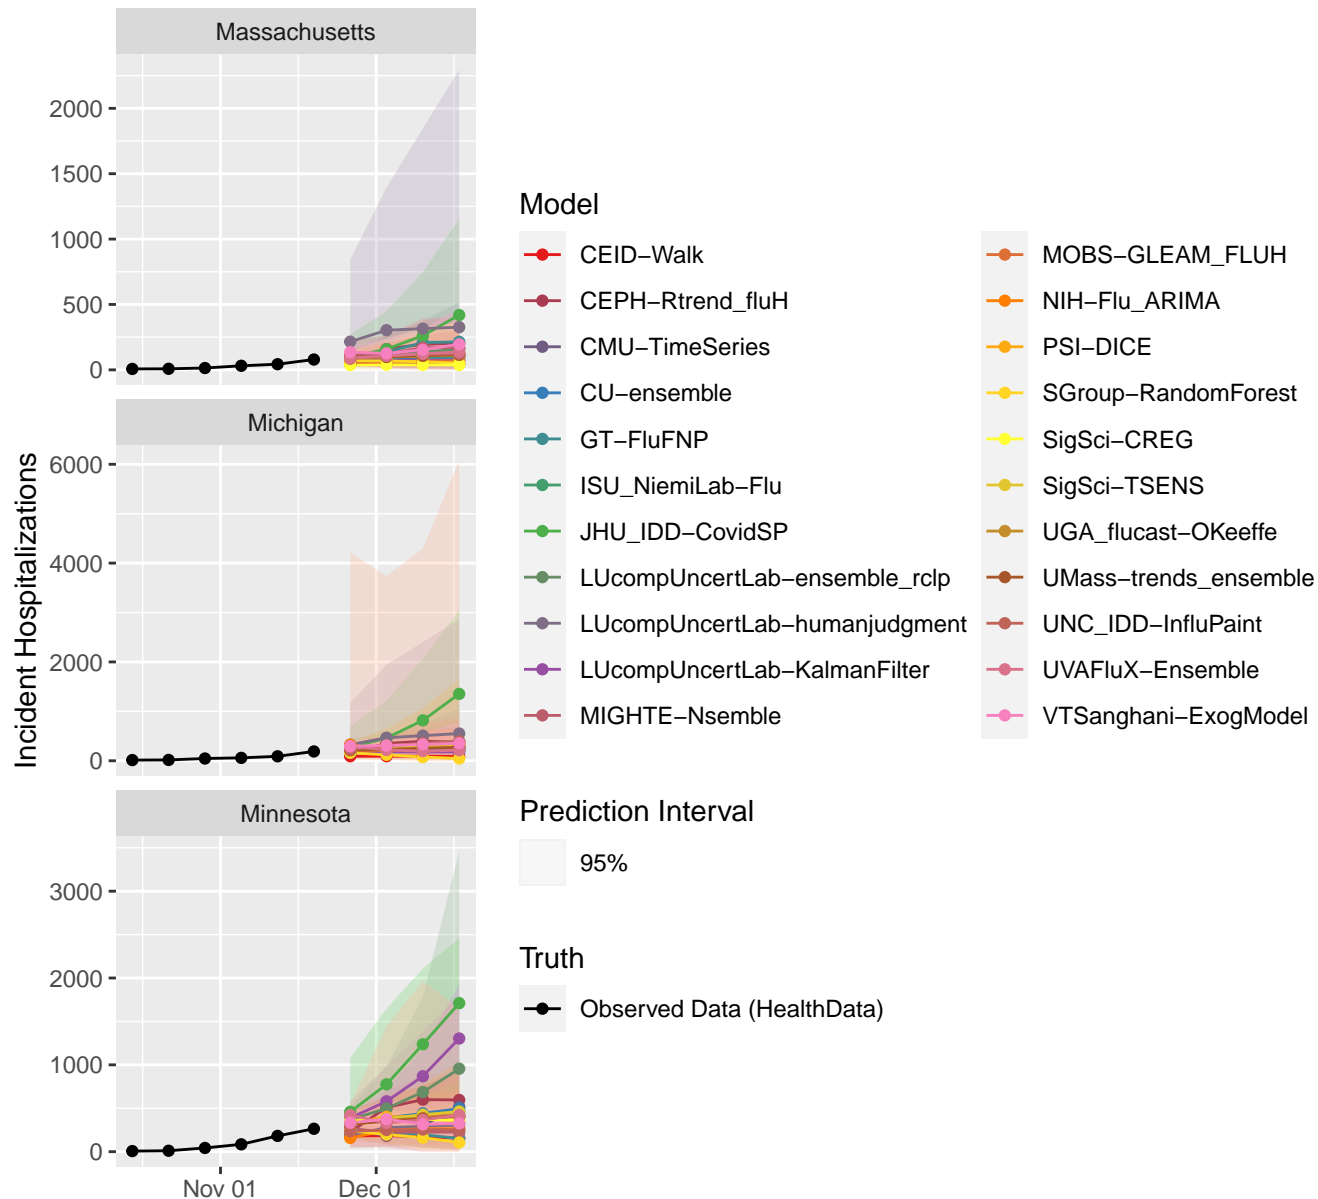 Massachusetts
2000
1500
1000
500
0
Michigan
6000
4000
2000
0
Minnesota
3000
2000
1000
0
Nov 01
Dec 01
Incident Hospitalizations
Model
CEID−Walk
CEPH−Rtrend_fluH
CMU−TimeSeries
CU−ensemble
GT−FluFNP
ISU_NiemiLab−Flu
JHU_IDD−CovidSP
LUcompUncertLab−ensemble_rclp
LUcompUncertLab−humanjudgment
LUcompUncertLab−KalmanFilter
MIGHTE−Nsemble
MOBS−GLEAM_FLUH
NIH−Flu_ARIMA
PSI−DICE
SGroup−RandomForest
SigSci−CREG
SigSci−TSENS
UGA_flucast−OKeeffe
UMass−trends_ensemble
UNC_IDD−InfluPaint
UVAFluX−Ensemble
VTSanghani−ExogModel
Prediction Interval
95%
Truth
Observed Data (HealthData)